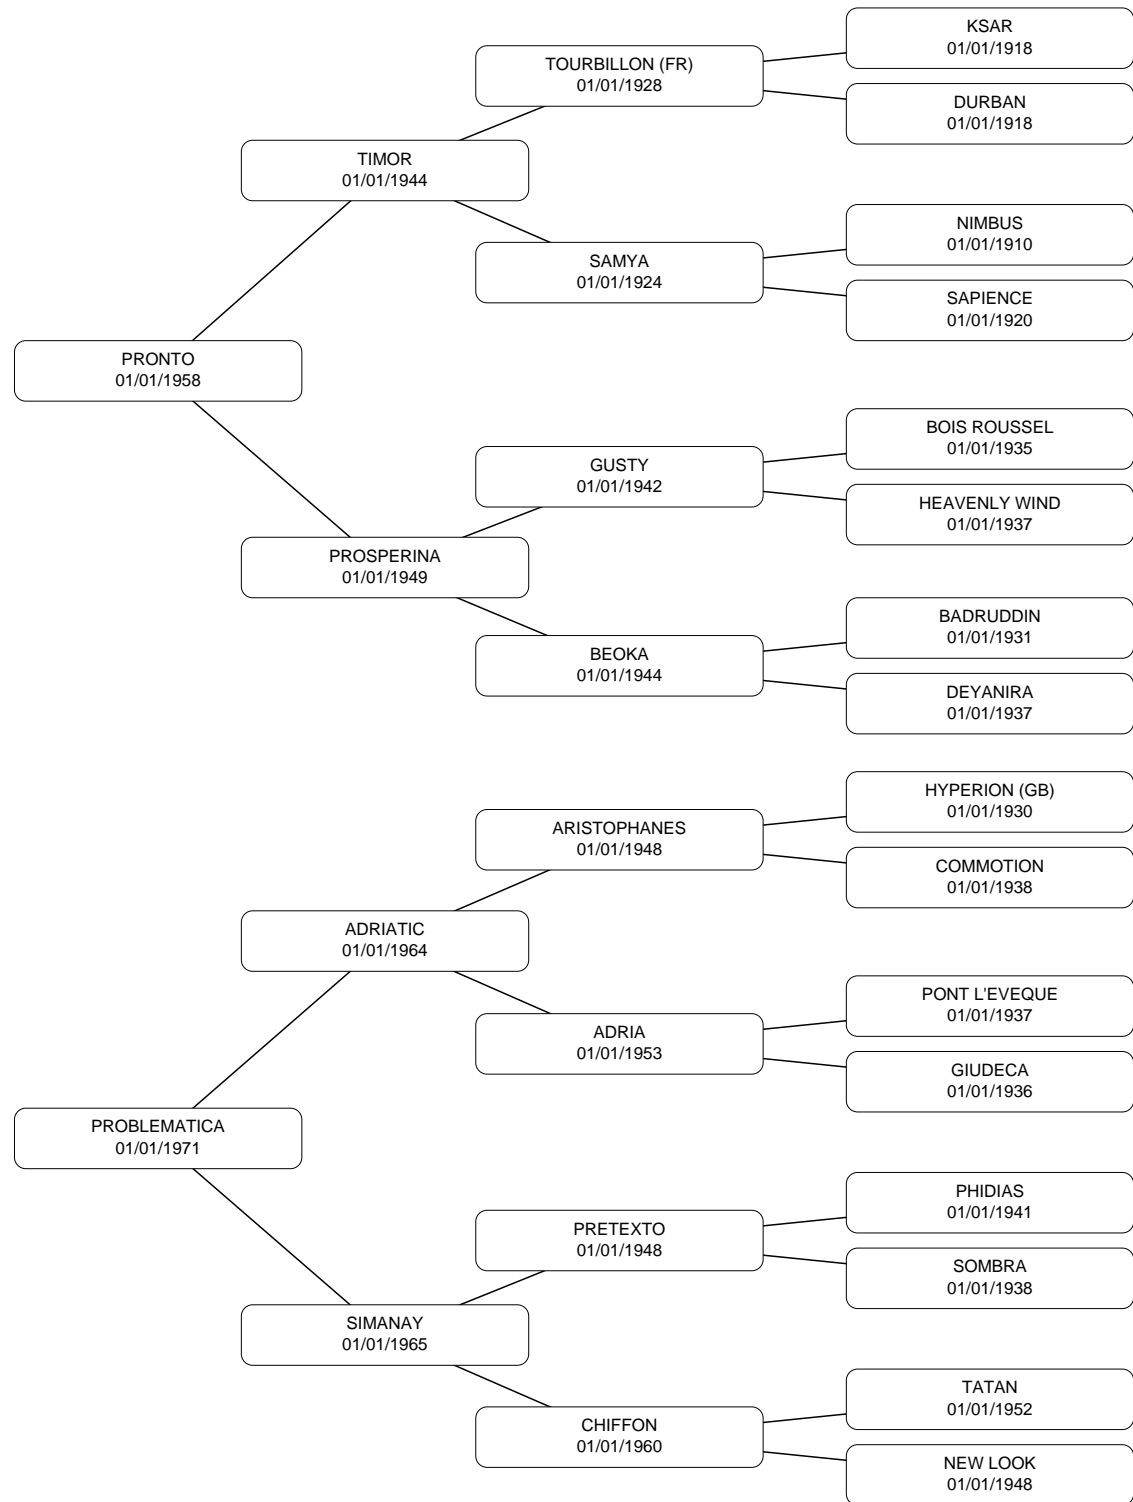 KSAR
01/01/1918
TOURBILLON (FR)
01/01/1928
DURBAN
01/01/1918
TIMOR
01/01/1944
NIMBUS
01/01/1910
SAMYA
01/01/1924
SAPIENCE
01/01/1920
PRONTO
01/01/1958
BOIS ROUSSEL
01/01/1935
GUSTY
01/01/1942
HEAVENLY WIND
01/01/1937
PROSPERINA
01/01/1949
BADRUDDIN
01/01/1931
BEOKA
01/01/1944
DEYANIRA
01/01/1937
HYPERION (GB)
01/01/1930
ARISTOPHANES
01/01/1948
COMMOTION
01/01/1938
ADRIATIC
01/01/1964
PONT L'EVEQUE
01/01/1937
ADRIA
01/01/1953
GIUDECA
01/01/1936
PROBLEMATICA
01/01/1971
PHIDIAS
01/01/1941
PRETEXTO
01/01/1948
SOMBRA
01/01/1938
SIMANAY
01/01/1965
TATAN
01/01/1952
CHIFFON
01/01/1960
NEW LOOK
01/01/1948